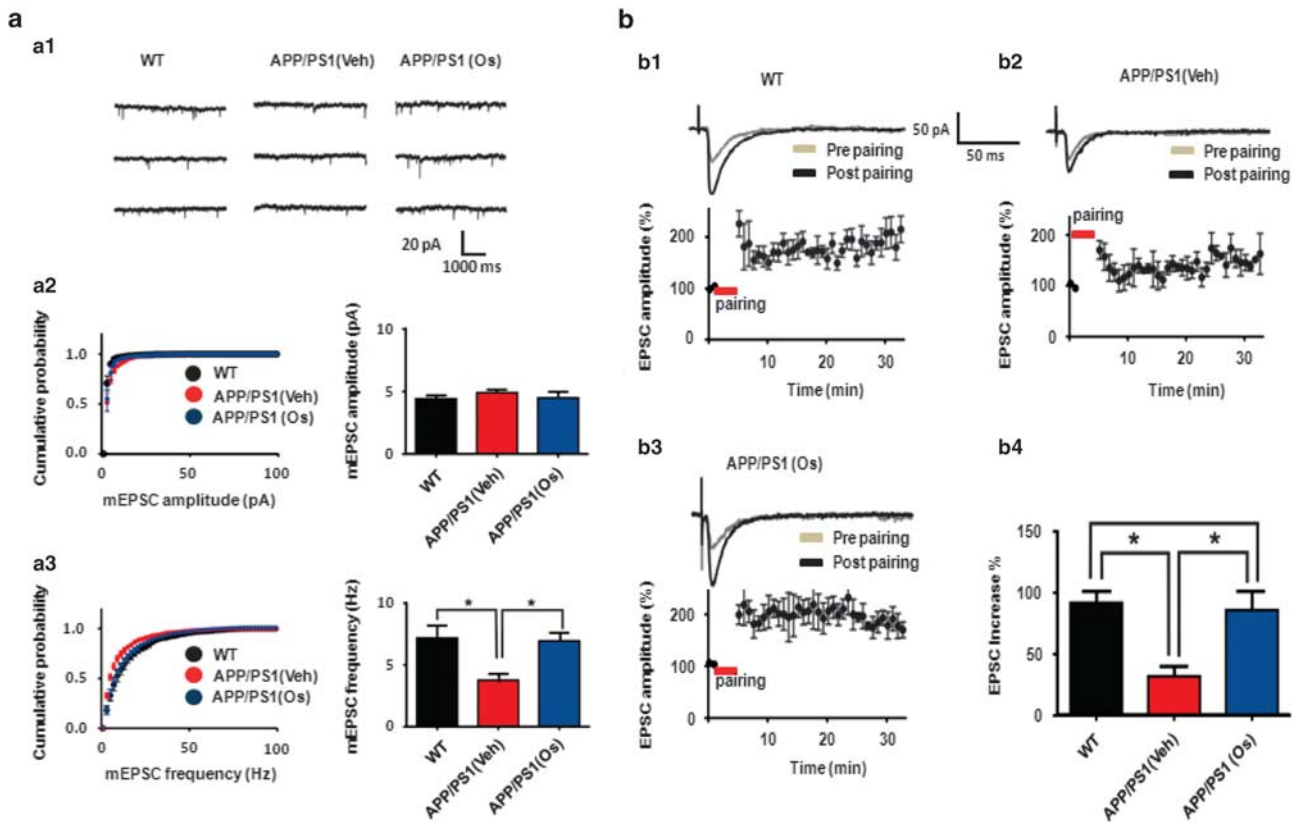 a
a1
WT
APP/PS1(Veh)
APP/PS1 (Os)
20 pA
1000 ms
a2
Cumulative probability
1.0
0.5
0.0
0
50
100
WT
APP/PS1(Veh)
APP/PS1 (Os)
mEPSC amplitude (pA)
mEPSC amplitude (pA)
10
5
0
WT
APP/PS1(Veh)
APP/PS1(Os)
a3
Cumulative probability
1.0
0.5
0.0
0
50
100
WT
APP/PS1(Veh)
APP/PS1(Os)
mEPSC frequency (Hz)
mEPSC frequency (Hz)
10
5
0
*
*
WT
APP/PS1(Veh)
APP/PS1(Os)
b
b1
WT
50 pA
50 ms
Pre pairing
Post pairing
EPSC amplitude (%)
200
100
0
pairing
10
20
30
Time (min)
b2
APP/PS1(Veh)
Pre pairing
Post pairing
EPSC amplitude (%)
200
100
0
pairing
10
20
30
Time (min)
b3
APP/PS1 (Os)
Pre pairing
Post pairing
EPSC amplitude (%)
200
100
0
pairing
10
20
30
Time (min)
b4
EPSC Increase %
150
100
50
0
*
*
WT
APP/PS1(Veh)
APP/PS1 (Os)